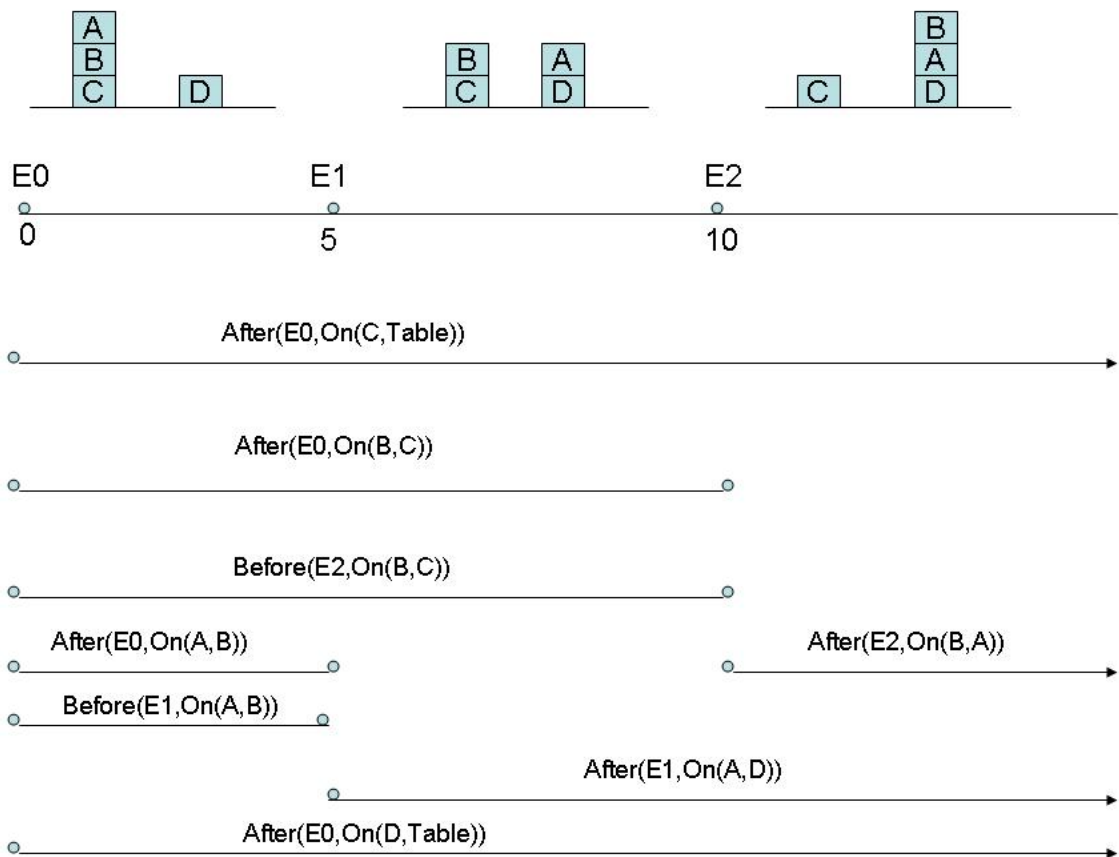 A B
B B A A
C D C D C D
E0 E1 E2
0 5 10
After(E0,On(C,Table))
After(E0,On(B,C))
Before(E2,On(B,C))
After(E0,On(A,B)) After(E2,On(B,A))
Before(E1,On(A,B))
After(E1,On(A,D))
After(E0,On(D,Table))